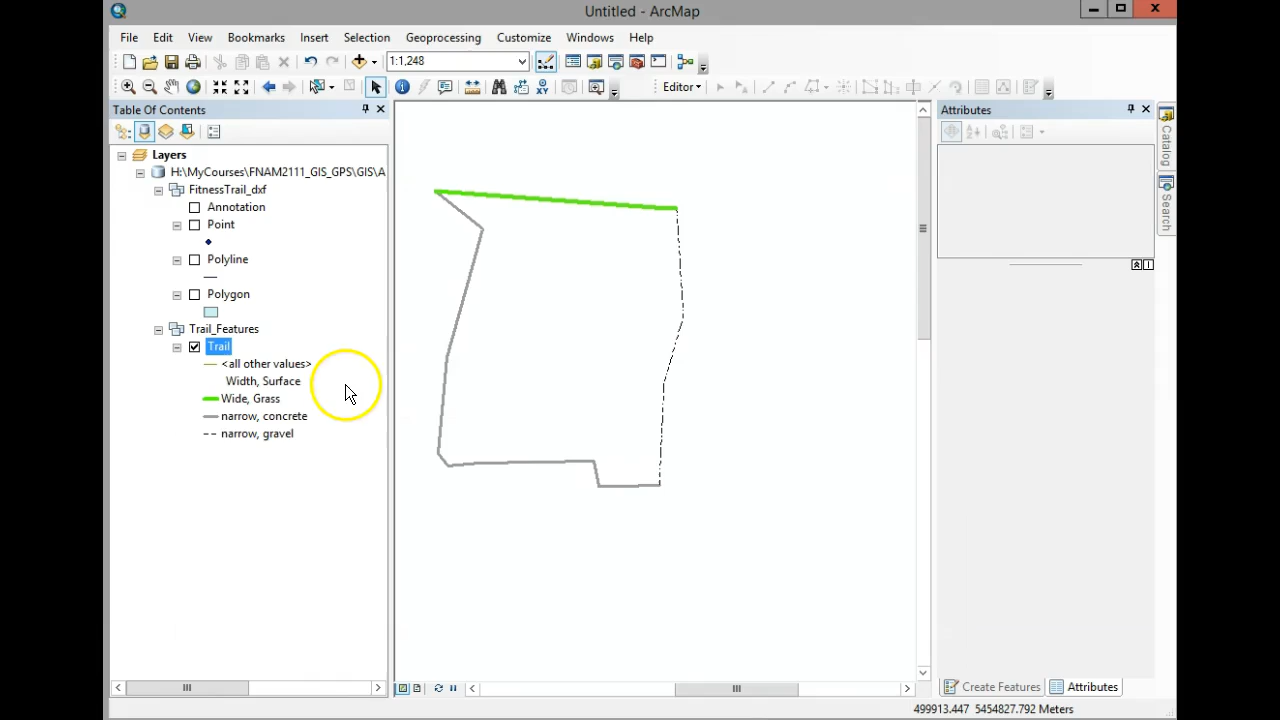 Untitled - ArcMap
File Edit View Bookmarks Insert Selection Geoprocessing Customize Windows Help
1:1,248
Editor
Table Of Contents
Attributes
Layers
H:\MyCourses\FNAM2111_GIS_GPS\GIS\A
FitnessTrail_dxf
Annotation
Point
Polyline
Polygon
Trail_Features
Trail
<all other values>
Width, Surface
Wide, Grass
narrow, concrete
narrow, gravel
Catalog
Search
Create Features Attributes
499913.447 5454827.792 Meters